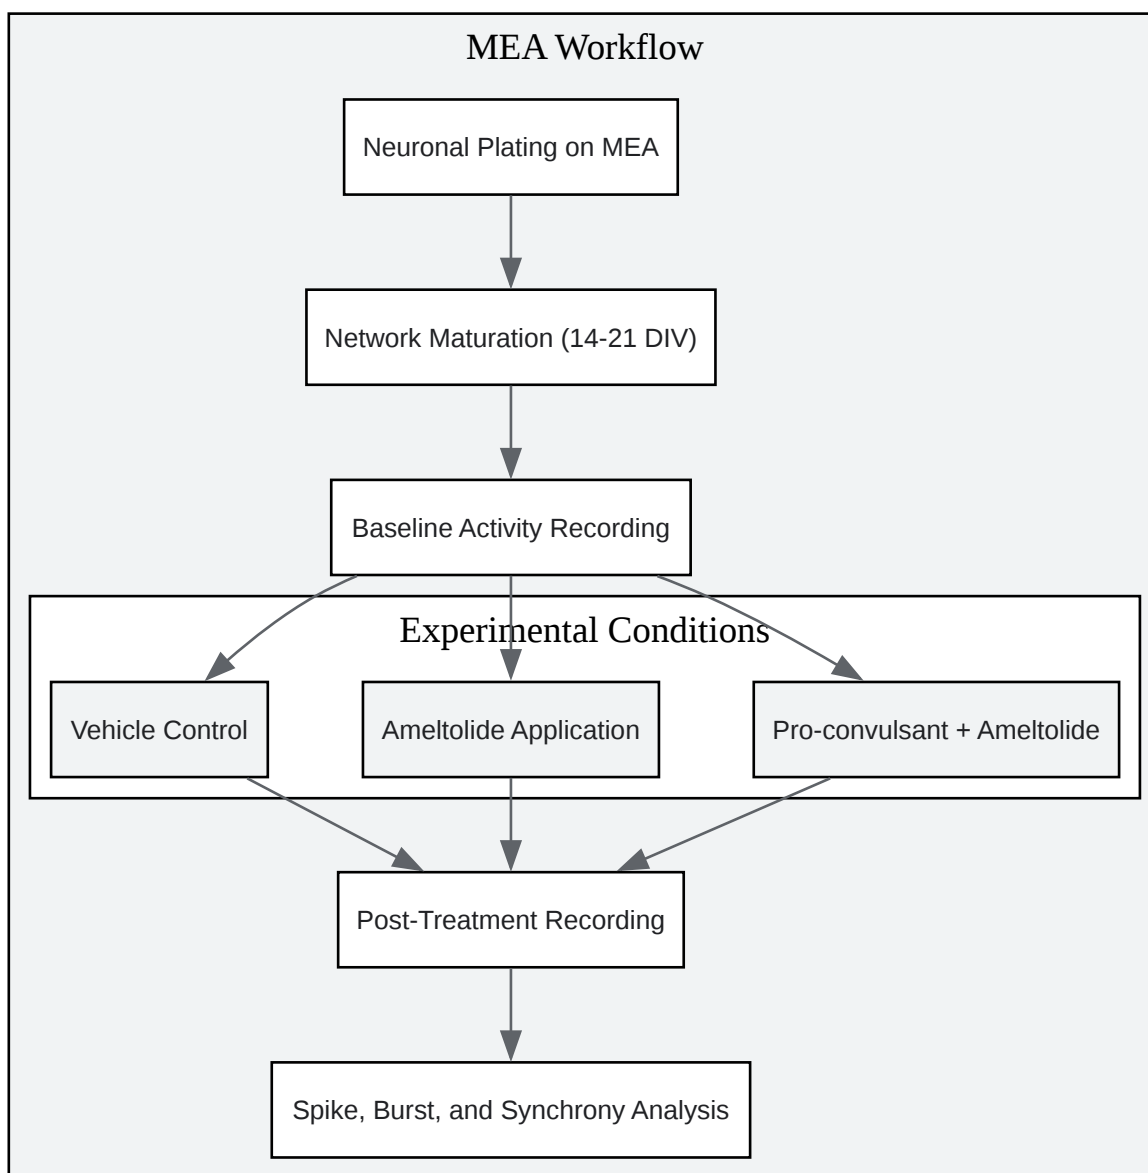 MEA Workflow
Neuronal Plating on MEA
Network Maturation (14-21 DIV)
Baseline Activity Recording
Experimental Conditions
Vehicle Control
Ameltolide Application
Pro-convulsant + Ameltolide
Post-Treatment Recording
Spike, Burst, and Synchrony Analysis